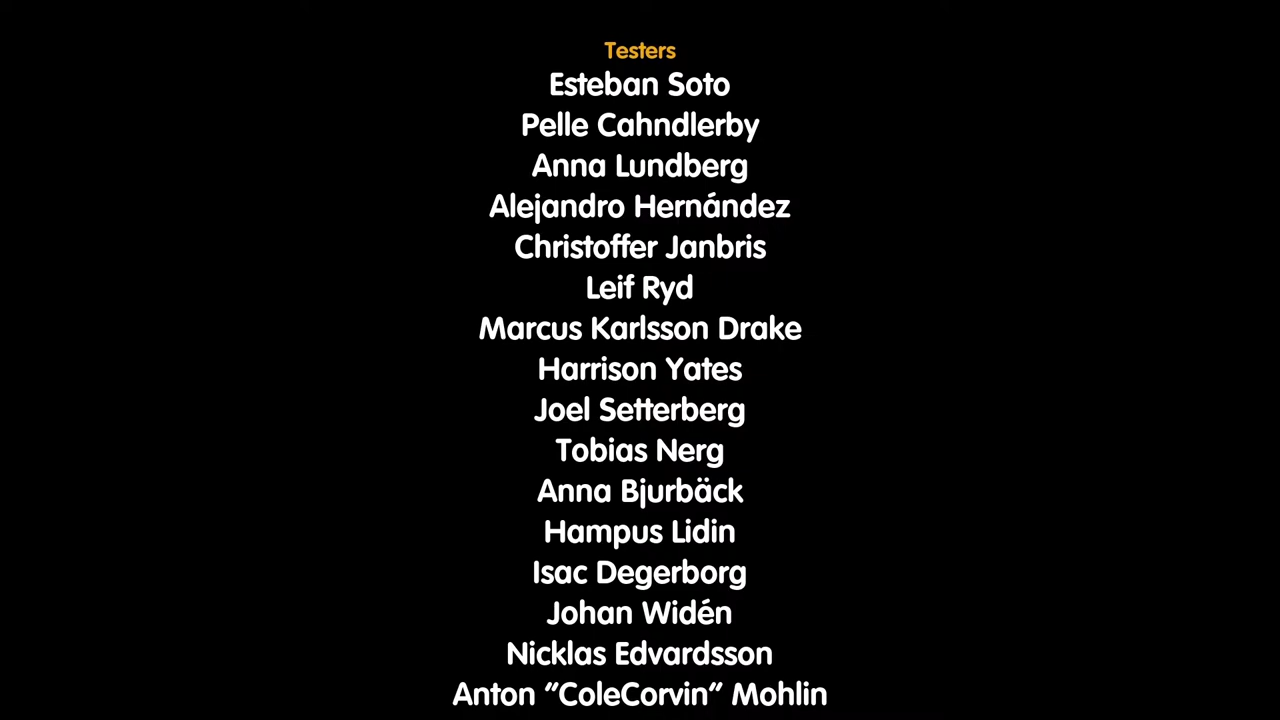 Testers
Esteban Soto
Pelle Cahndlerby
Anna Lundberg
Alejandro Hernández
Christoffer Janbris
Leif Ryd
Marcus Karlsson Drake
Harrison Yates
Joel Setterberg
Tobias Nerg
Anna Bjurbäck
Hampus Lidin
Isac Degerborg
Johan Widén
Nicklas Edvardsson
Anton “ColeCorvin” Mohlin